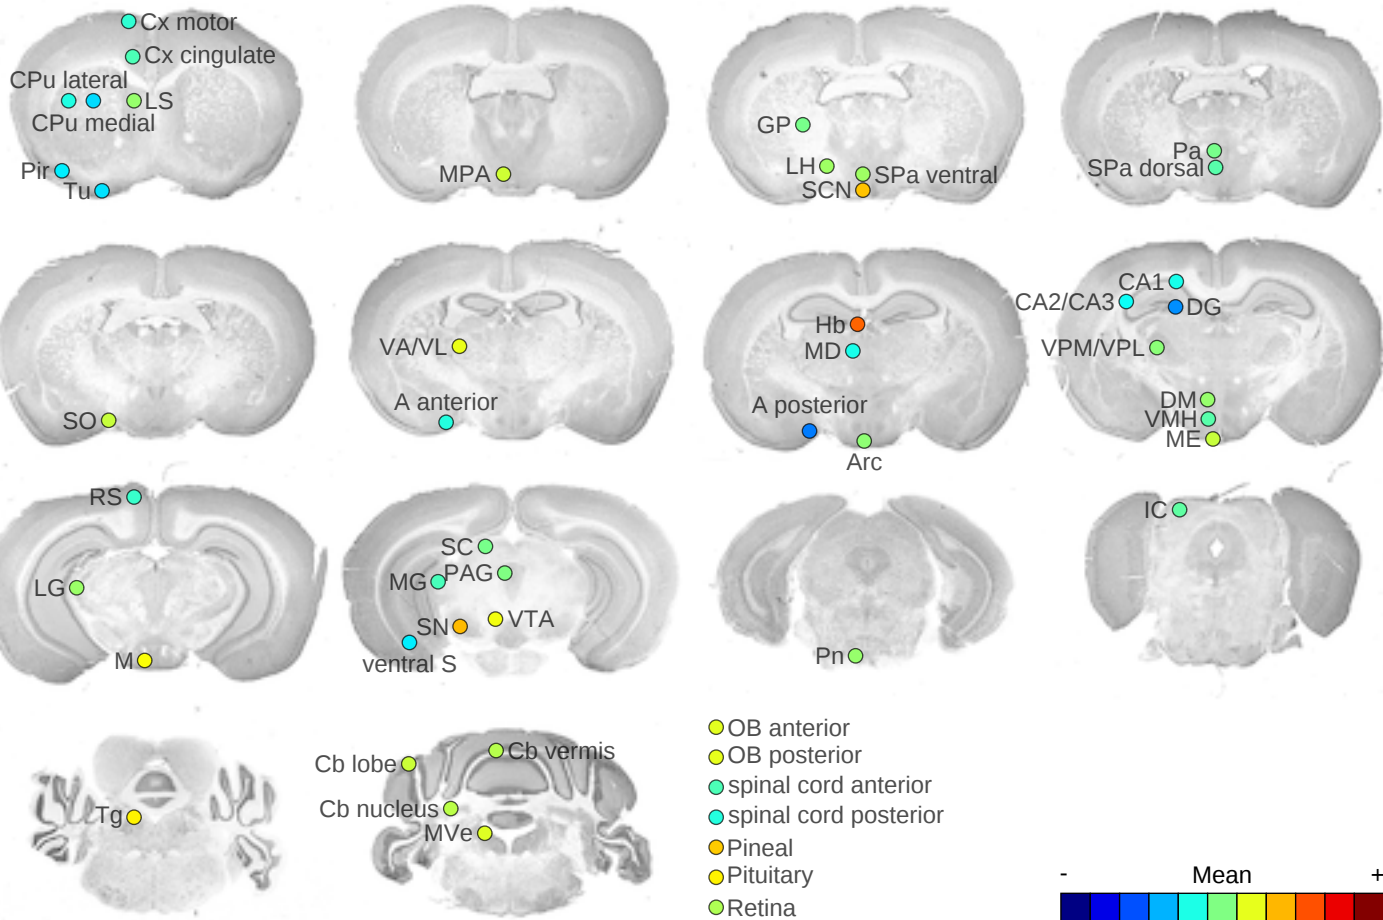 Cx motor
Cx cingulate
CPu lateral
LS
CPu medial
Pir
Tu
MPA
GP
LH
SPa ventral
SCN
Pa
SPa dorsal
SO
VA/VL
A anterior
Hb
MD
A posterior
Arc
CA1
CA2/CA3
DG
VPM/VPL
DM
VMH
ME
RS
LG
M
SC
PAG
MG
SN
VTA
ventral S
Pn
IC
Tg
Cb lobe
Cb vermis
Cb nucleus
MVe
OB anterior
OB posterior
spinal cord anterior
spinal cord posterior
Pineal
Pituitary
Retina
- Mean +